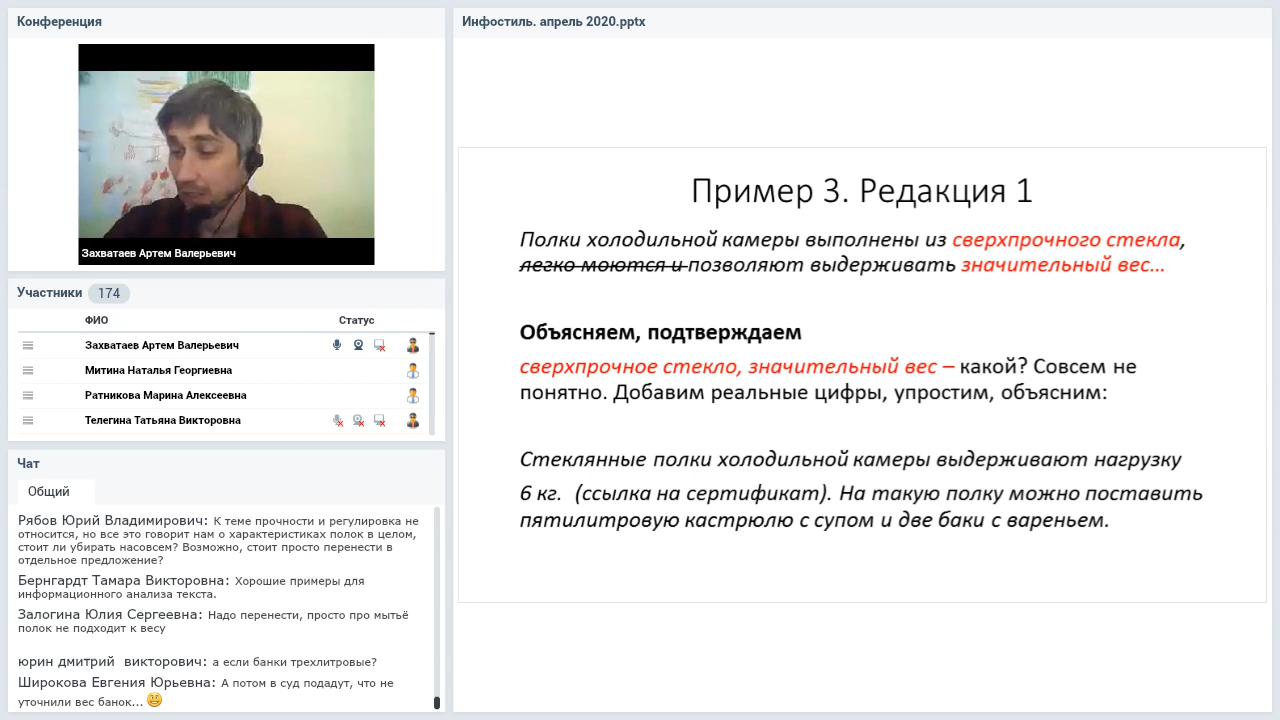 Конференция
Захватаев Артем Валерьевич
Участники 174
ФИО Статус
Захватаев Артем Валерьевич
Митина Наталья Георгиевна
Ратникова Марина Алексеевна
Телегина Татьяна Викторовна
Чат
Общий
Рябов Юрий Владимирович: К теме прочности и регулировка не
относится, но все это говорит нам о характеристиках полок в целом,
стоит ли убирать насовсем? Возможно, стоит просто перенести в
отдельное предложение?
Бернгардт Тамара Викторовна: Хорошие примеры для
информационного анализа текста.
Залогина Юлия Сергеевна: Надо перенести, просто про мытьё
полок не подходит к весу
юрин дмитрий викторович: а если банки трехлитровые?
Широкова Евгения Юрьевна: А потом в суд подадут, что не
уточнили вес банок...
Инфостиль. апрель 2020.pptx
Пример 3. Редакция 1
Полки холодильной камеры выполнены из сверхпрочного стекла,
легко моются и позволяют выдерживать значительный вес...
Объясняем, подтверждаем
сверхпрочное стекло, значительный вес – какой? Совсем не
понятно. Добавим реальные цифры, упростим, объясним:
Стеклянные полки холодильной камеры выдерживают нагрузку
6 кг. (ссылка на сертификат). На такую полку можно поставить
пятилитровую кастрюлю с супом и две баки с вареньем.